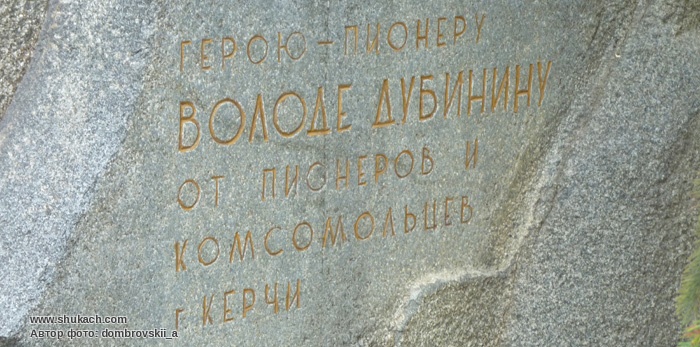 ГЕРОЮ – ПИОНЕРУ
ВОЛОДЕ ДУБИНИНУ
ОТ ПИОНЕРОВ И
КОМСОМОЛЬЦЕВ
г. КЕРЧИ
www.shukach.com
Автор фото: dombrovskii_a